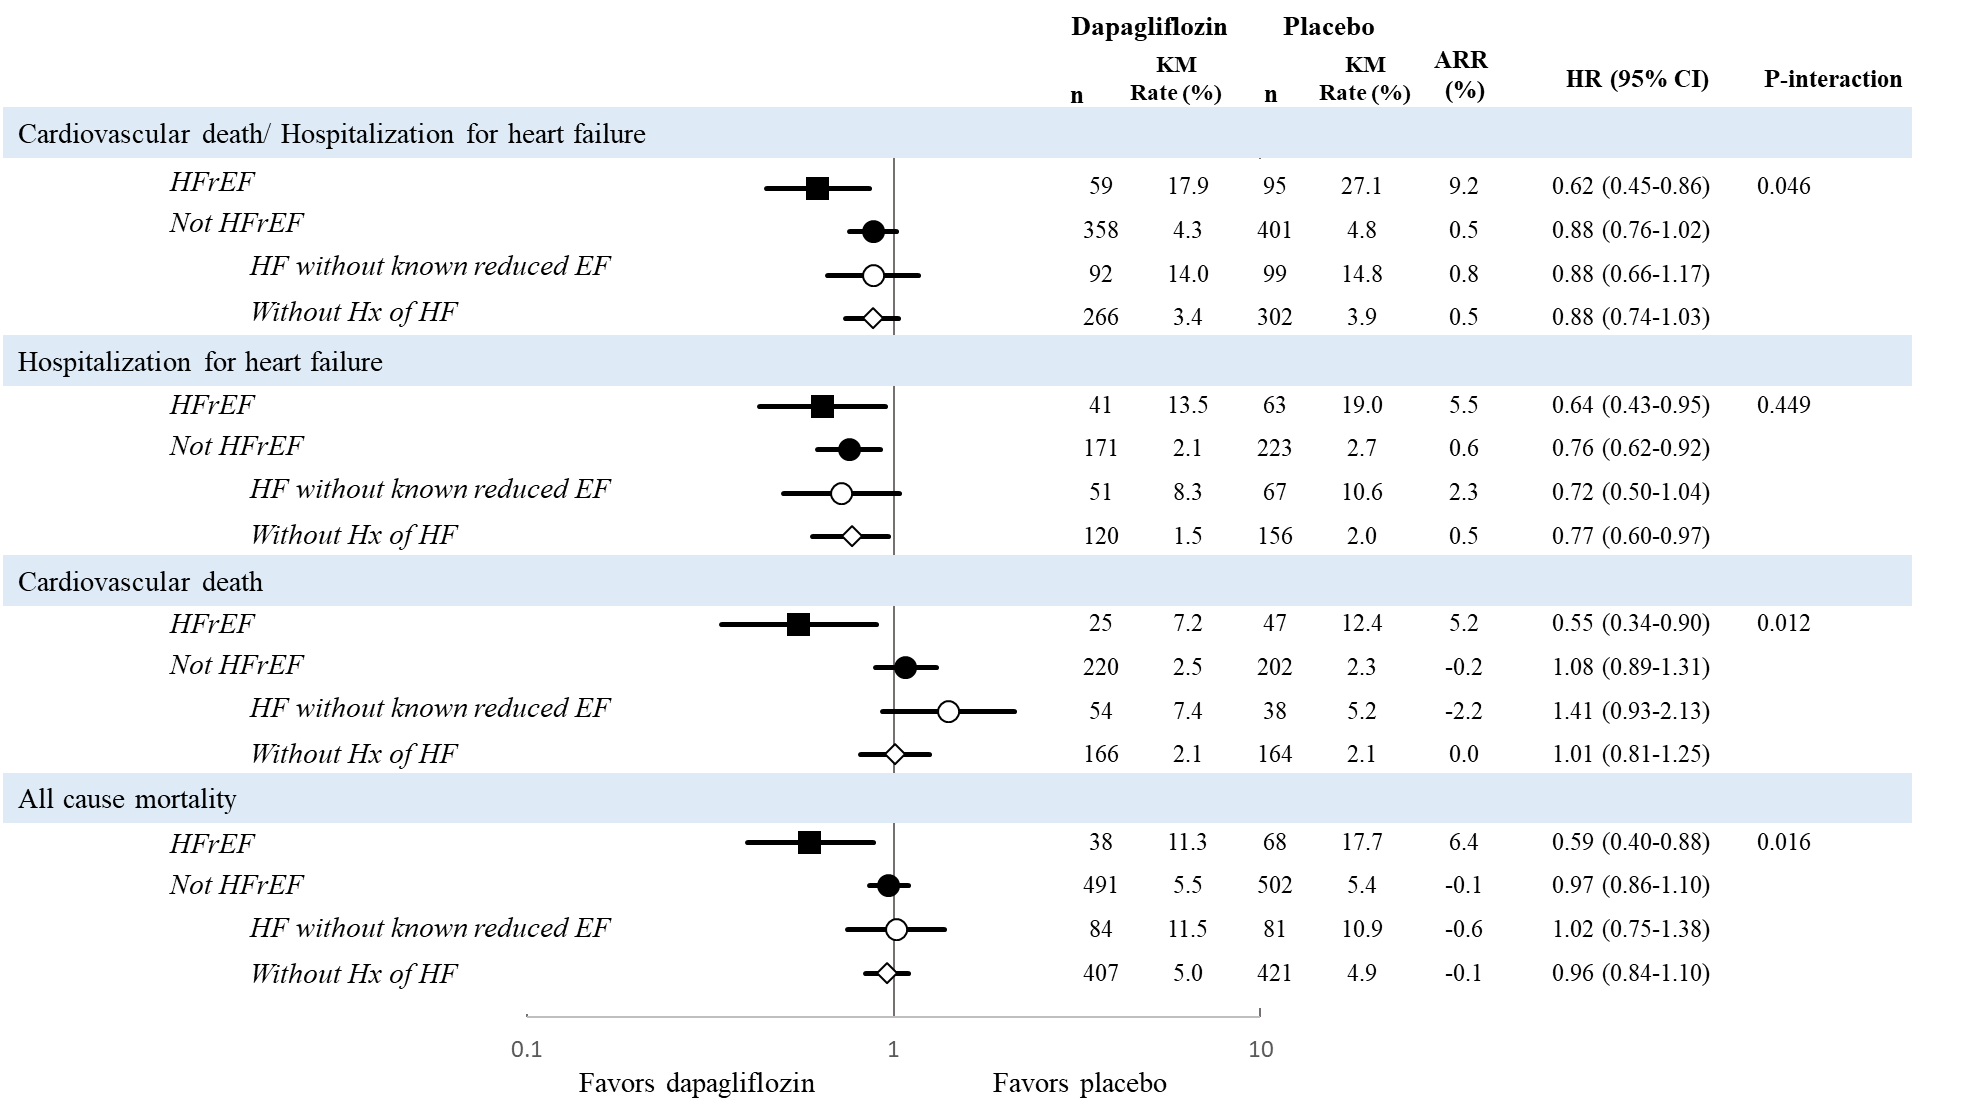 Dapagliflozin Placebo
n KM Rate (%) n KM Rate (%) ARR (%) HR (95% CI) P-interaction
Cardiovascular death/ Hospitalization for heart failure
HFrEF 59 17.9 95 27.1 9.2 0.62 (0.45-0.86) 0.046
Not HFrEF 358 4.3 401 4.8 0.5 0.88 (0.76-1.02)
HF without known reduced EF 92 14.0 99 14.8 0.8 0.88 (0.66-1.17)
Without Hx of HF 266 3.4 302 3.9 0.5 0.88 (0.74-1.03)
Hospitalization for heart failure
HFrEF 41 13.5 63 19.0 5.5 0.64 (0.43-0.95) 0.449
Not HFrEF 171 2.1 223 2.7 0.6 0.76 (0.62-0.92)
HF without known reduced EF 51 8.3 67 10.6 2.3 0.72 (0.50-1.04)
Without Hx of HF 120 1.5 156 2.0 0.5 0.77 (0.60-0.97)
Cardiovascular death
HFrEF 25 7.2 47 12.4 5.2 0.55 (0.34-0.90) 0.012
Not HFrEF 220 2.5 202 2.3 -0.2 1.08 (0.89-1.31)
HF without known reduced EF 54 7.4 38 5.2 -2.2 1.41 (0.93-2.13)
Without Hx of HF 166 2.1 164 2.1 0.0 1.01 (0.81-1.25)
All cause mortality
HFrEF 38 11.3 68 17.7 6.4 0.59 (0.40-0.88) 0.016
Not HFrEF 491 5.5 502 5.4 -0.1 0.97 (0.86-1.10)
HF without known reduced EF 84 11.5 81 10.9 -0.6 1.02 (0.75-1.38)
Without Hx of HF 407 5.0 421 4.9 -0.1 0.96 (0.84-1.10)
0.1 1 10
Favors dapagliflozin Favors placebo